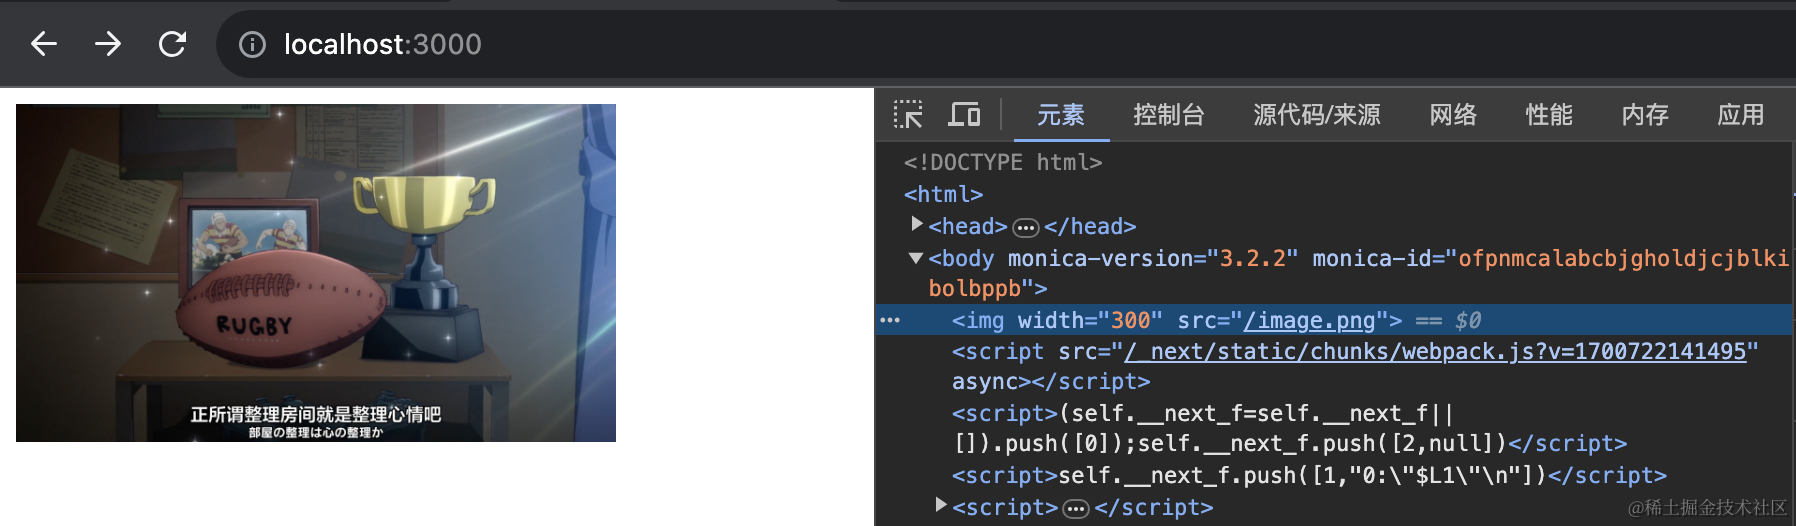 localhost:3000
元素 控制台 源代码/来源 网络 性能 内存 应用
<!DOCTYPE html>
<html>
<head>…</head>
<body monica-version="3.2.2" monica-id="ofpnmcalabcbjgholdjcjblki
bolbppb">
<img width="300" src="/image.png"> == $0
<script src="/_next/static/chunks/webpack.js?v=1700722141495"
async></script>
<script>(self.__next_f=self.__next_f||
[]).push([0]);self.__next_f.push([2,null])</script>
<script>self.__next_f.push([1,"0:\"$L1\"\n"])</script>
<script>…</script>
RUGBY
正所谓整理房间就是整理心情吧
部屋の整理は心の整理か
@稀土掘金技术社区